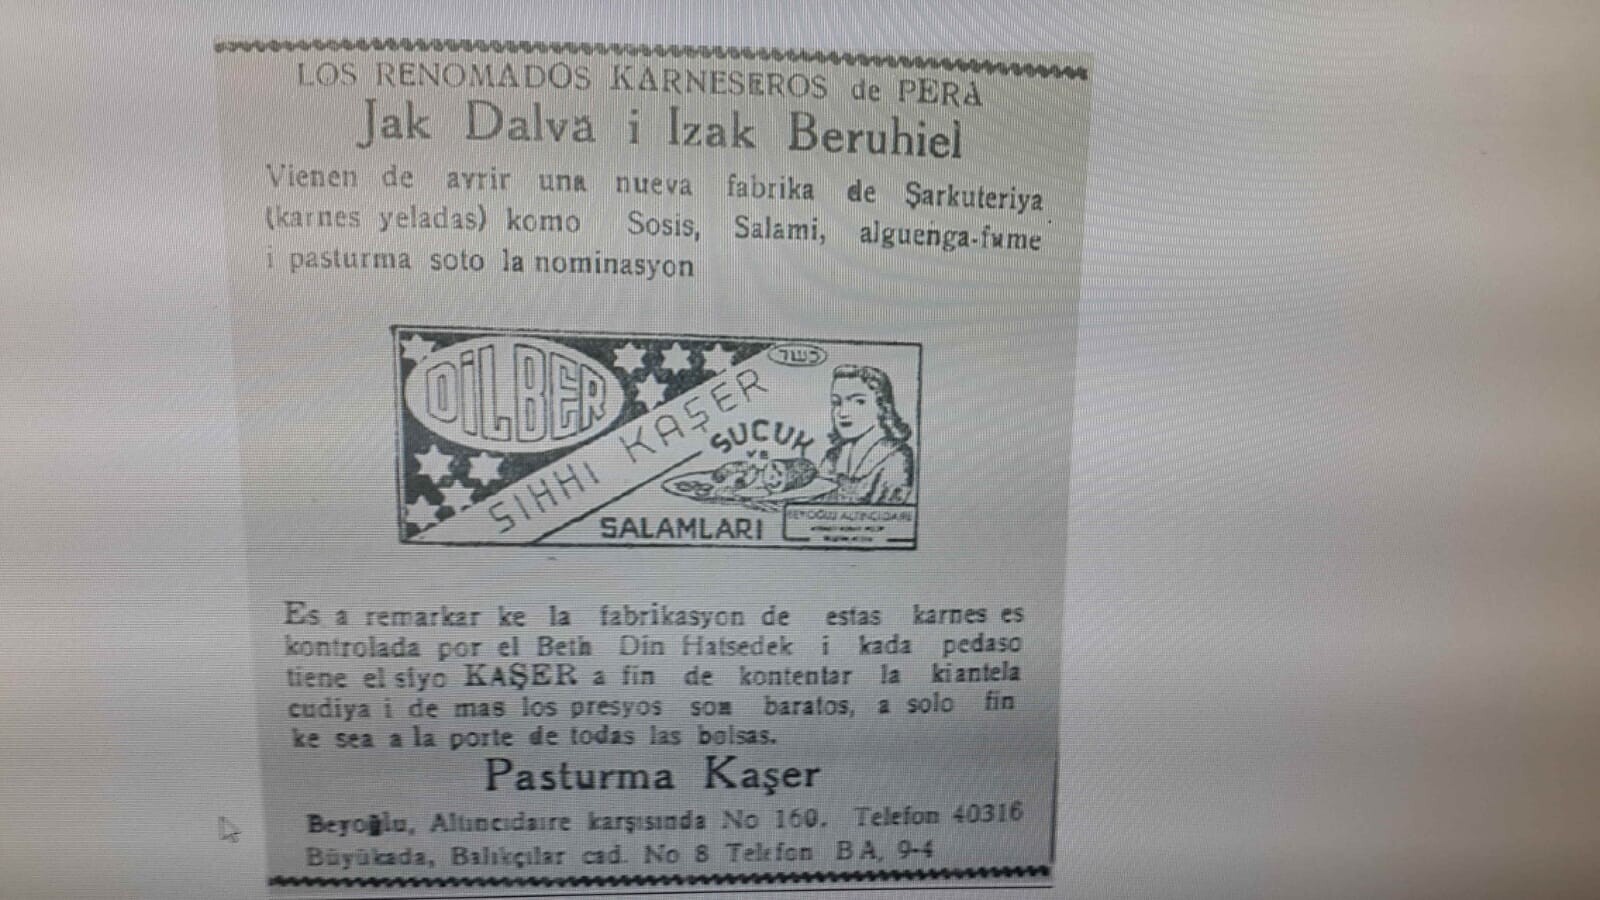 LOS RENOMADOS KARNESEROS de PERA
Jak Dalva i Izak Beruhiel
Vienen de avrir una nueva fabrika de Şarkuteriya
(karnes yeladas) komo Sosis, Salami, alguenga-fume
i pasturma soto la nominasyon
DİLBER
כשר
SIHHI KAŞER
SUCUK
ve
SALAMLARI
BEYOĞLU ALTINCIDAİRE
Es a remarkar ke la fabrikasyon de estas karnes es
kontrolada por el Beth Din Hatsedek i kada pedaso
tiene el siyo KAŞER a fin de kontentar la kiantela
cudiya i de mas los presyos son baratos, a solo fin
ke sea a la porte de todas las bolsas.
Pasturma Kaşer
Beyoğlu, Altıncıdaire karşısında No 160. Telefon 40316
Büyükada, Balıkçılar cad. No 8 Telefon BA, 9-4